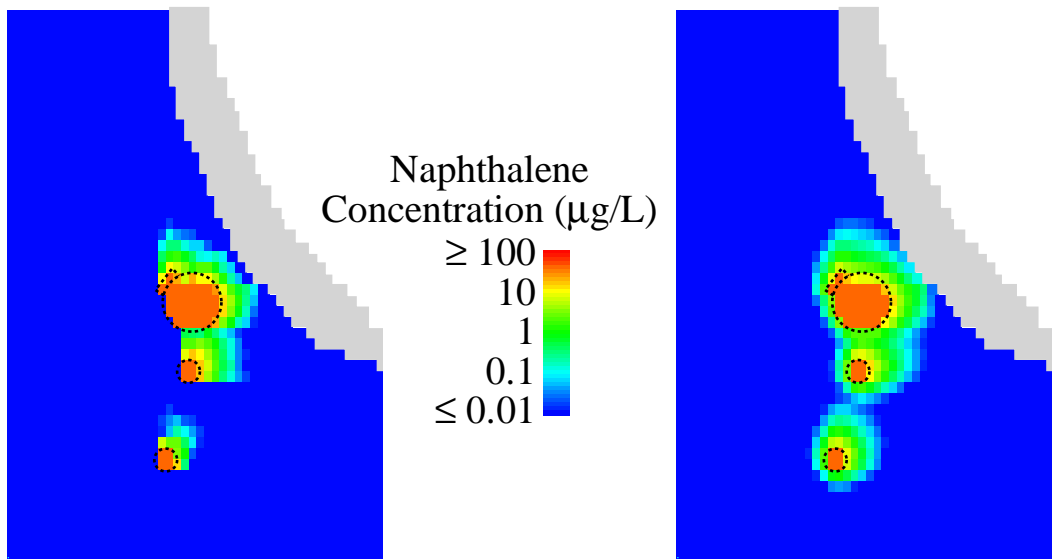 Naphthalene
Concentration (μg/L)
≥ 100
10
1
0.1
≤ 0.01